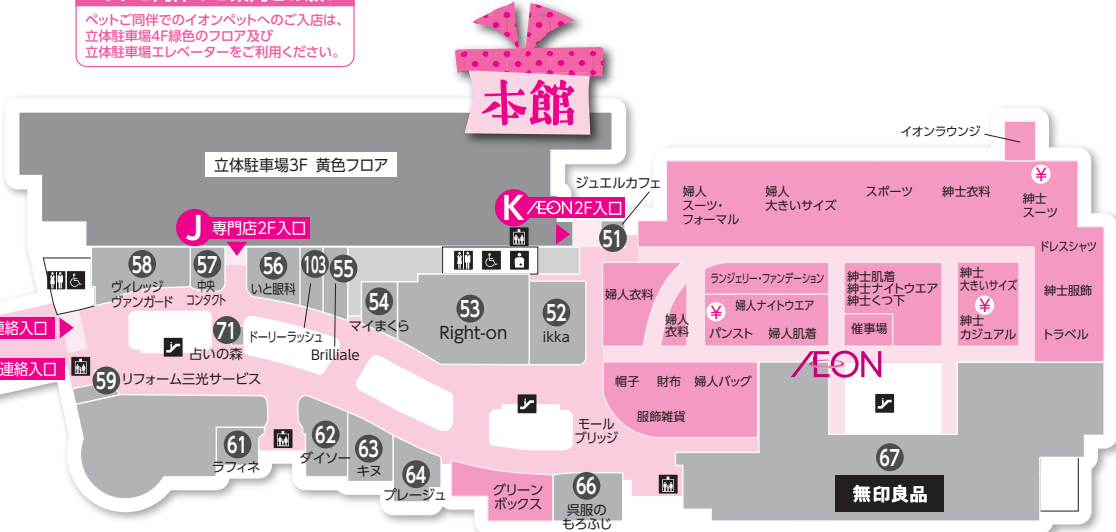 ペットご同伴でのイオンペットへのご入店は、
立体駐車場4F緑色のフロア及び
立体駐車場エレベーターをご利用ください。
本館
イオンラウンジ
立体駐車場3F 黄色フロア
ジュエルカフェ
K ÆON2F入口
J 専門店2F入口
51
婦人
スーツ・
フォーマル
婦人
大きいサイズ
スポーツ
紳士衣料
¥
紳士
スーツ
ドレスシャツ
紳士服飾
トラベル
58
ヴィレッジ
ヴァンガード
57
中央
コンタクト
56
いと眼科
103
ドーリーラッシュ
55
Brilliale
54
マイまくら
53
Right-on
52
ikka
婦人衣料
婦人
衣料
ランジェリー・ファンデーション
¥
婦人ナイトウエア
パンスト
婦人肌着
紳士肌着
紳士ナイトウエア
紳士くつ下
催事場
紳士
大きいサイズ
¥
紳士
カジュアル
連絡入口
連絡入口
71
占いの森
59
リフォーム三光サービス
ÆON
帽子
財布
婦人バッグ
服飾雑貨
モール
ブリッジ
61
ラフィネ
62
ダイソー
63
キヌ
64
プレージュ
グリーン
ボックス
66
呉服の
もろふじ
67
無印良品